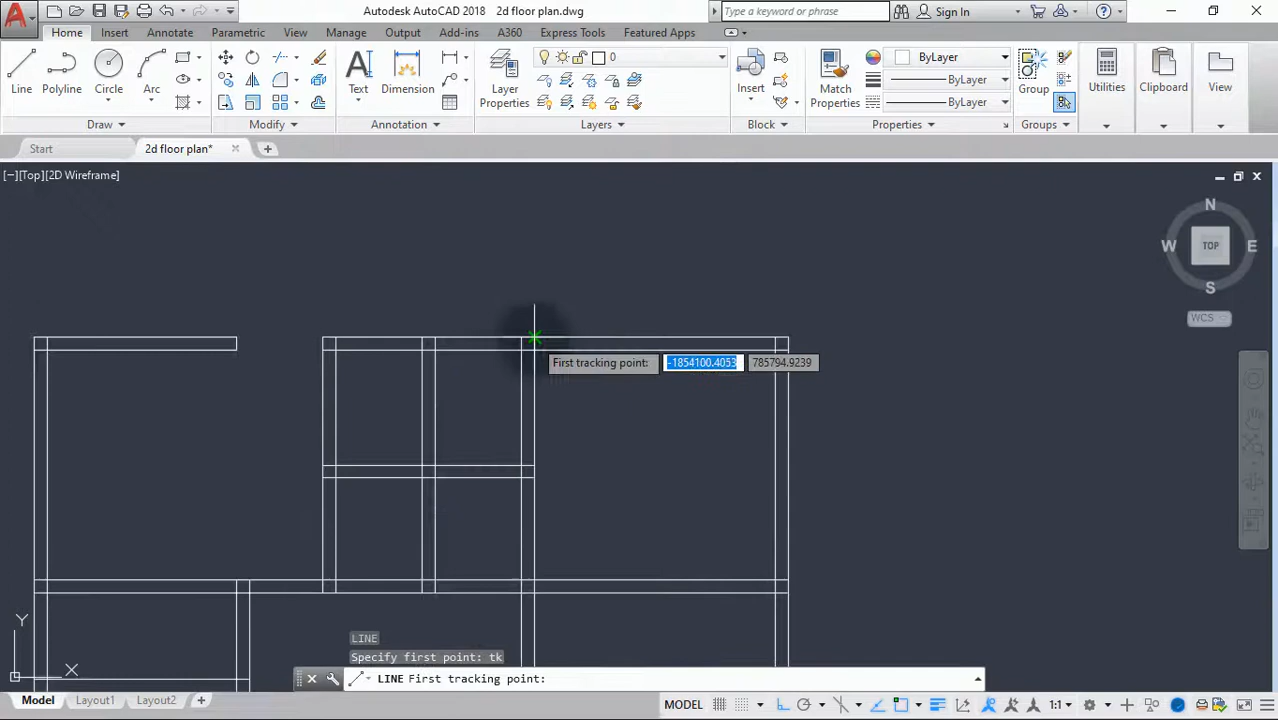 Autodesk AutoCAD 2018 2d floor plan.dwg
Type a keyword or phrase
Sign In
Home Insert Annotate Parametric View Manage Output Add-ins A360 Express Tools Featured Apps
Line Polyline Circle Arc
Text Dimension
Layer Properties
0
Insert
Match Properties
ByLayer
ByLayer
ByLayer
Group
Utilities Clipboard View
Draw Modify Annotation Layers Block Properties Groups
Start 2d floor plan*
[−][Top][2D Wireframe]
N
W TOP E
S
WCS
First tracking point: -1854100.4053 785794.9239
Y
X
LINE
Specify first point: tk
LINE First tracking point:
Model Layout1 Layout2
MODEL 1:1